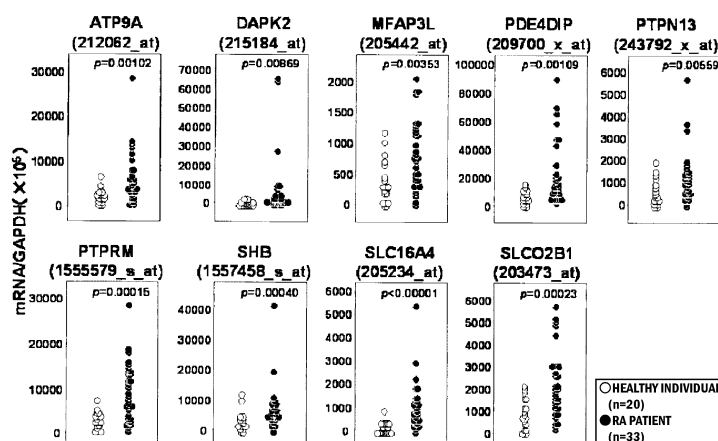 ATP9A
(212062_at)
DAPK2
(215184_at)
MFAP3L
(205442_at)
PDE4DIP
(209700_x_at)
PTPN13
(243792_x_at)
p=0.00102
p=0.00869
p=0.00353
p=0.00109
p=0.00559
30000
20000
10000
0
70000
60000
50000
40000
30000
20000
10000
0
2000
1500
1000
500
0
100000
80000
60000
40000
20000
0
6000
5000
4000
3000
2000
1000
0
mRNA/GAPDH(×10⁶)
PTPRM
(1555579_s_at)
SHB
(1557458_s_at)
SLC16A4
(205234_at)
SLCO2B1
(203473_at)
p=0.00015
p=0.00040
p<0.00001
p=0.00023
30000
20000
10000
0
40000
30000
20000
10000
0
6000
5000
4000
3000
2000
1000
0
6000
5000
4000
3000
2000
1000
0
HEALTHY INDIVIDUAL
(n=20)
RA PATIENT
(n=33)